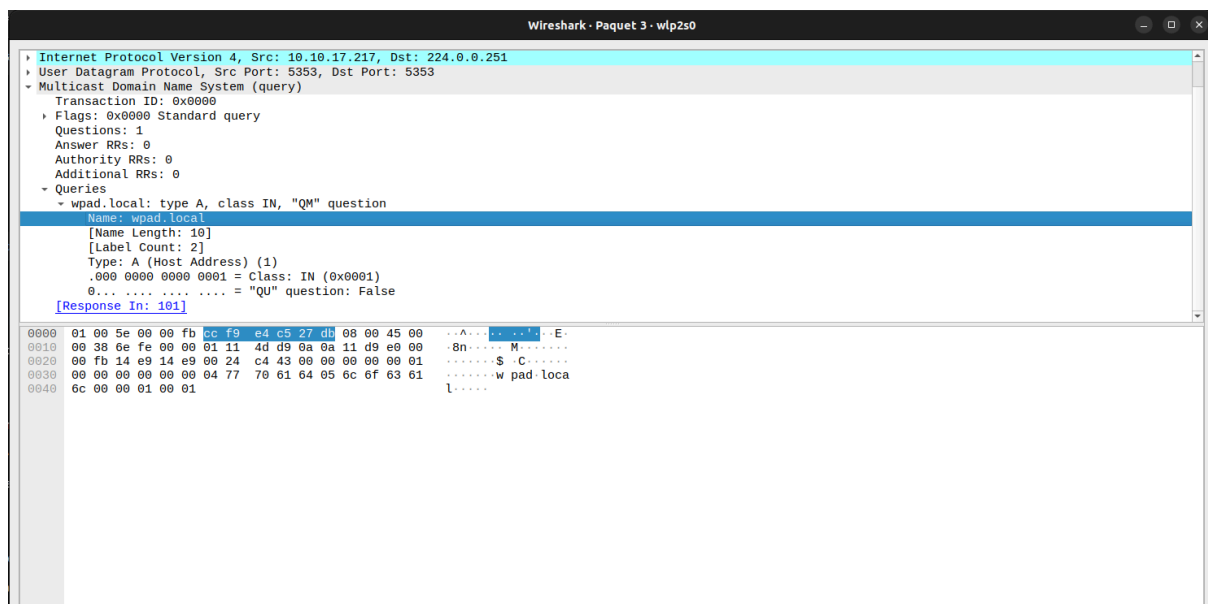 Wireshark · Paquet 3 · wlp2s0
Internet Protocol Version 4, Src: 10.10.17.217, Dst: 224.0.0.251
User Datagram Protocol, Src Port: 5353, Dst Port: 5353
Multicast Domain Name System (query)
Transaction ID: 0x0000
Flags: 0x0000 Standard query
Questions: 1
Answer RRs: 0
Authority RRs: 0
Additional RRs: 0
Queries
wpad.local: type A, class IN, "QM" question
Name: wpad.local
[Name Length: 10]
[Label Count: 2]
Type: A (Host Address) (1)
.000 0000 0000 0001 = Class: IN (0x0001)
0... .... .... .... = "QU" question: False
[Response In: 101]
0000 01 00 5e 00 00 fb cc f9 e4 c5 27 db 08 00 45 00 ··^··· ·· ··'· ··E·
0010 00 38 6e fe 00 00 01 11 4d d9 0a 0a 11 d9 e0 00 ·8n····· M·······
0020 00 fb 14 e9 14 e9 00 24 c4 43 00 00 00 00 00 01 ·······$ ·C······
0030 00 00 00 00 00 00 04 77 70 61 64 05 6c 6f 63 61 ·······w pad·loca
0040 6c 00 00 01 00 01 l·····